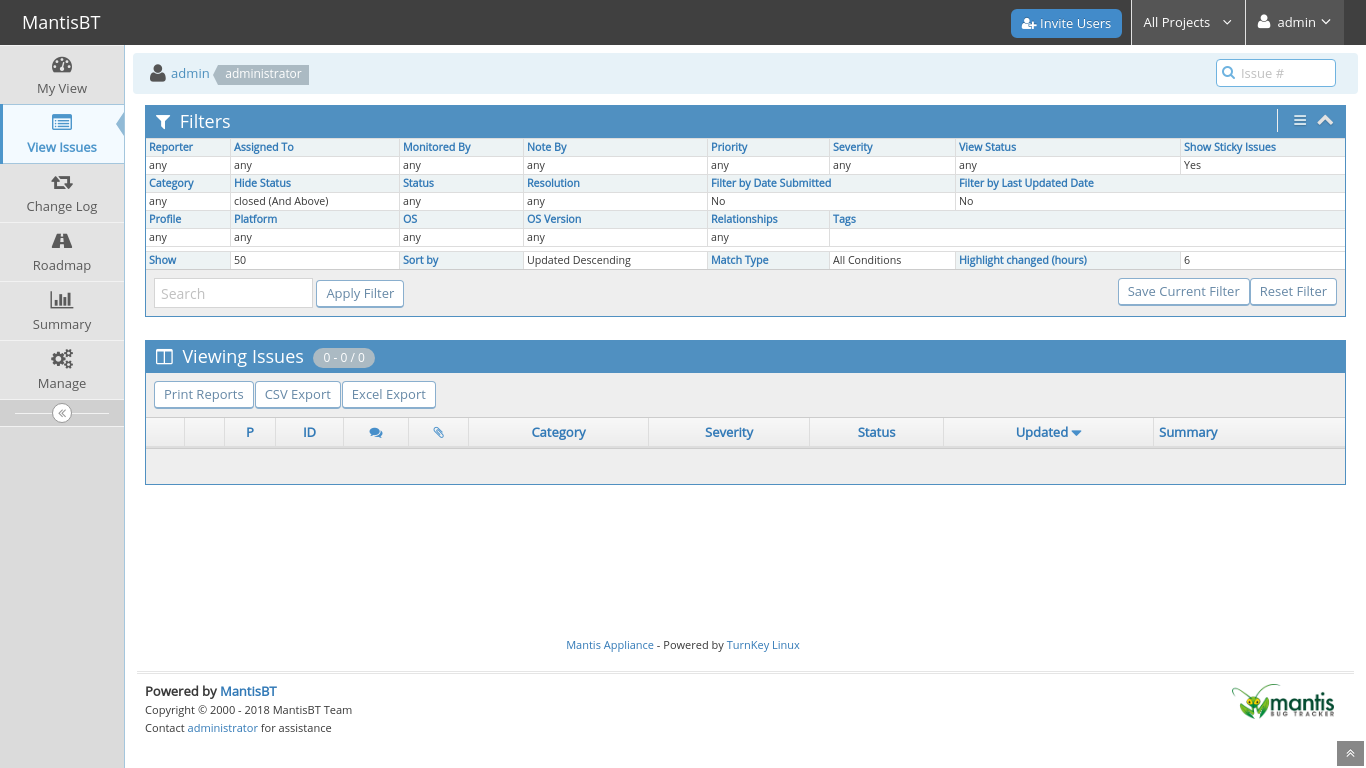 MantisBT
Invite Users All Projects admin
My View
View Issues
Change Log
Roadmap
Summary
Manage
admin administrator Issue #
Filters
Reporter Assigned To Monitored By Note By Priority Severity View Status Show Sticky Issues
any any any any any any any Yes
Category Hide Status Status Resolution Filter by Date Submitted Filter by Last Updated Date
any closed (And Above) any any No No
Profile Platform OS OS Version Relationships Tags
any any any any any
Show 50 Sort by Updated Descending Match Type All Conditions Highlight changed (hours) 6
Search Apply Filter Save Current Filter Reset Filter
Viewing Issues 0 - 0 / 0
Print Reports CSV Export Excel Export
P ID Category Severity Status Updated Summary
Mantis Appliance - Powered by TurnKey Linux
Powered by MantisBT
Copyright © 2000 - 2018 MantisBT Team
Contact administrator for assistance
mantis
BUG TRACKER